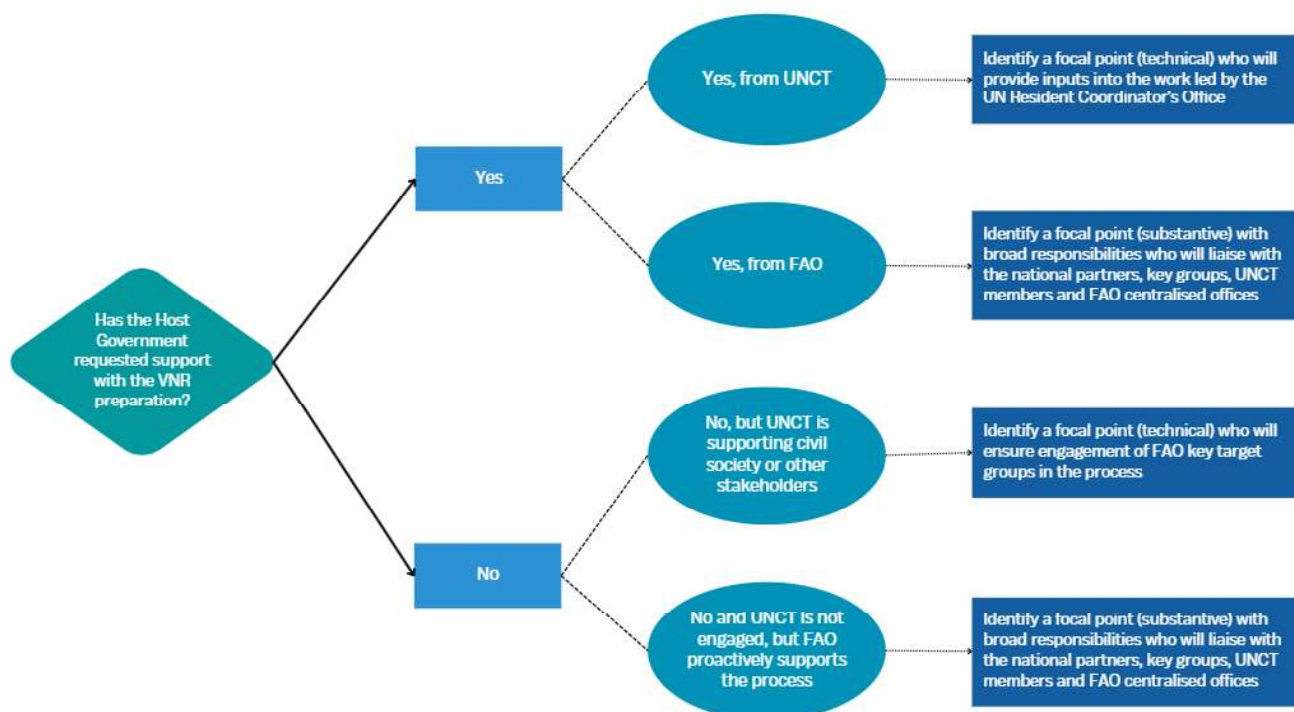 Has the Host
Government
requested support
with the VNR
preparation?
Yes
Yes, from UNCT
Identify a focal point (technical) who will
provide inputs into the work led by the
UN Resident Coordinator's Office
Yes, from FAO
Identify a focal point (substantive) with
broad responsibilities who will liaise with
the national partners, key groups, UNCT
members and FAO centralised offices
No
No, but UNCT is
supporting civil
society or other
stakeholders
Identify a focal point (technical) who will
ensure engagement of FAO key target
groups in the process
No and UNCT is not
engaged, but FAO
proactively supports
the process
Identify a focal point (substantive) with
broad responsibilities who will liaise with
the national partners, key groups, UNCT
members and FAO centralised offices